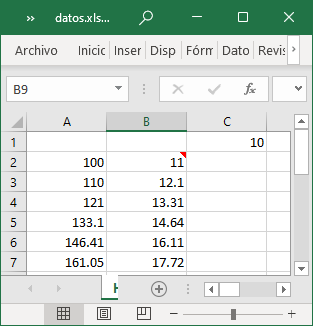 » datos.xls...
Archivo Inicic Inser Disp Fórm Dato Revis
B9 fx
A B C
1 10
2 100 11
3 110 12.1
4 121 13.31
5 133.1 14.64
6 146.41 16.11
7 161.05 17.72